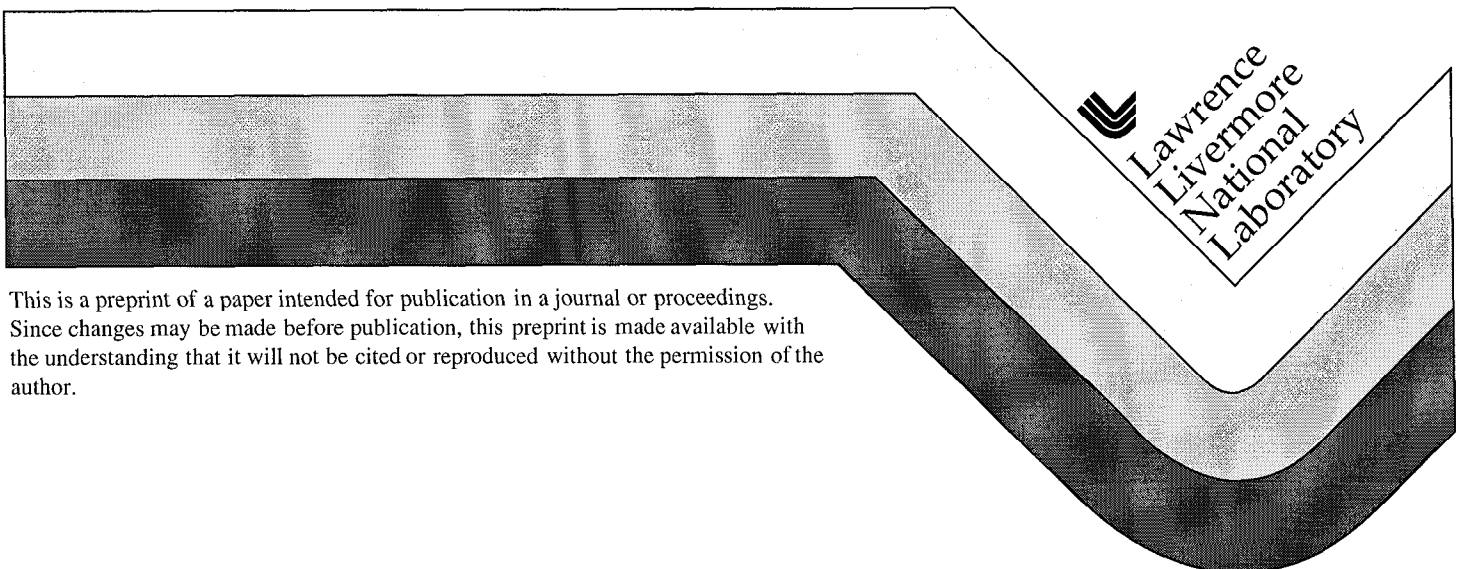 Lawrence
Livermore
National
Laboratory
This is a preprint of a paper intended for publication in a journal or proceedings.
Since changes may be made before publication, this preprint is made available with
the understanding that it will not be cited or reproduced without the permission of the
author.